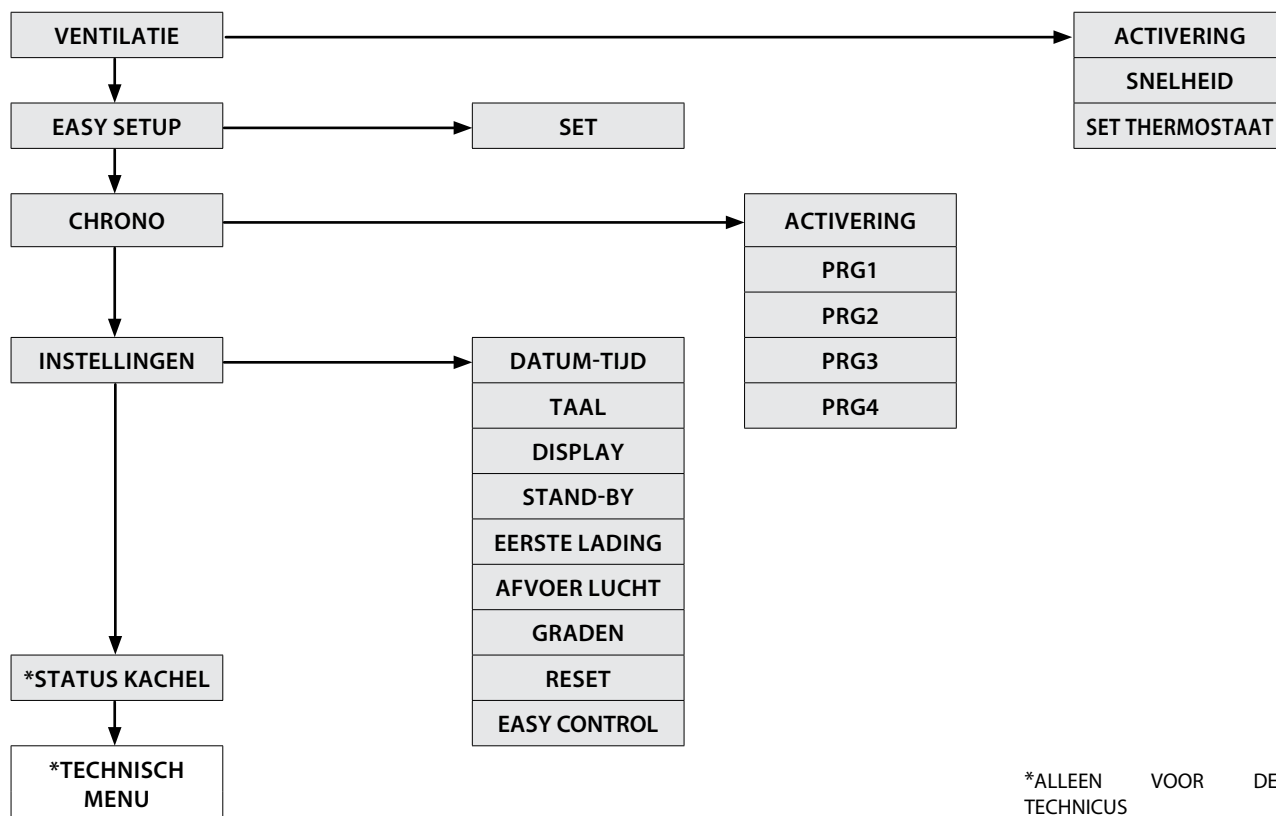 VENTILATIE
ACTIVERING
SNELHEID
SET THERMOSTAAT
EASY SETUP
SET
CHRONO
ACTIVERING
PRG1
PRG2
PRG3
PRG4
INSTELLINGEN
DATUM-TIJD
TAAL
DISPLAY
STAND-BY
EERSTE LADING
AFVOER LUCHT
GRADEN
RESET
EASY CONTROL
*STATUS KACHEL
*TECHNISCH
MENU
*ALLEEN VOOR DE
TECHNICUS